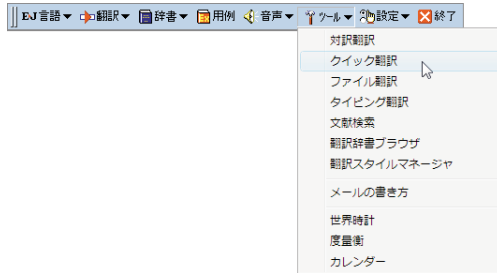 EJ 言語▼ 翻訳▼ 辞書▼ 用例 音声▼ ツール▼ 設定▼ 終了
対訳翻訳
クイック翻訳
ファイル翻訳
タイピング翻訳
文献検索
翻訳辞書ブラウザ
翻訳スタイルマネージャ
メールの書き方
世界時計
度量衡
カレンダー